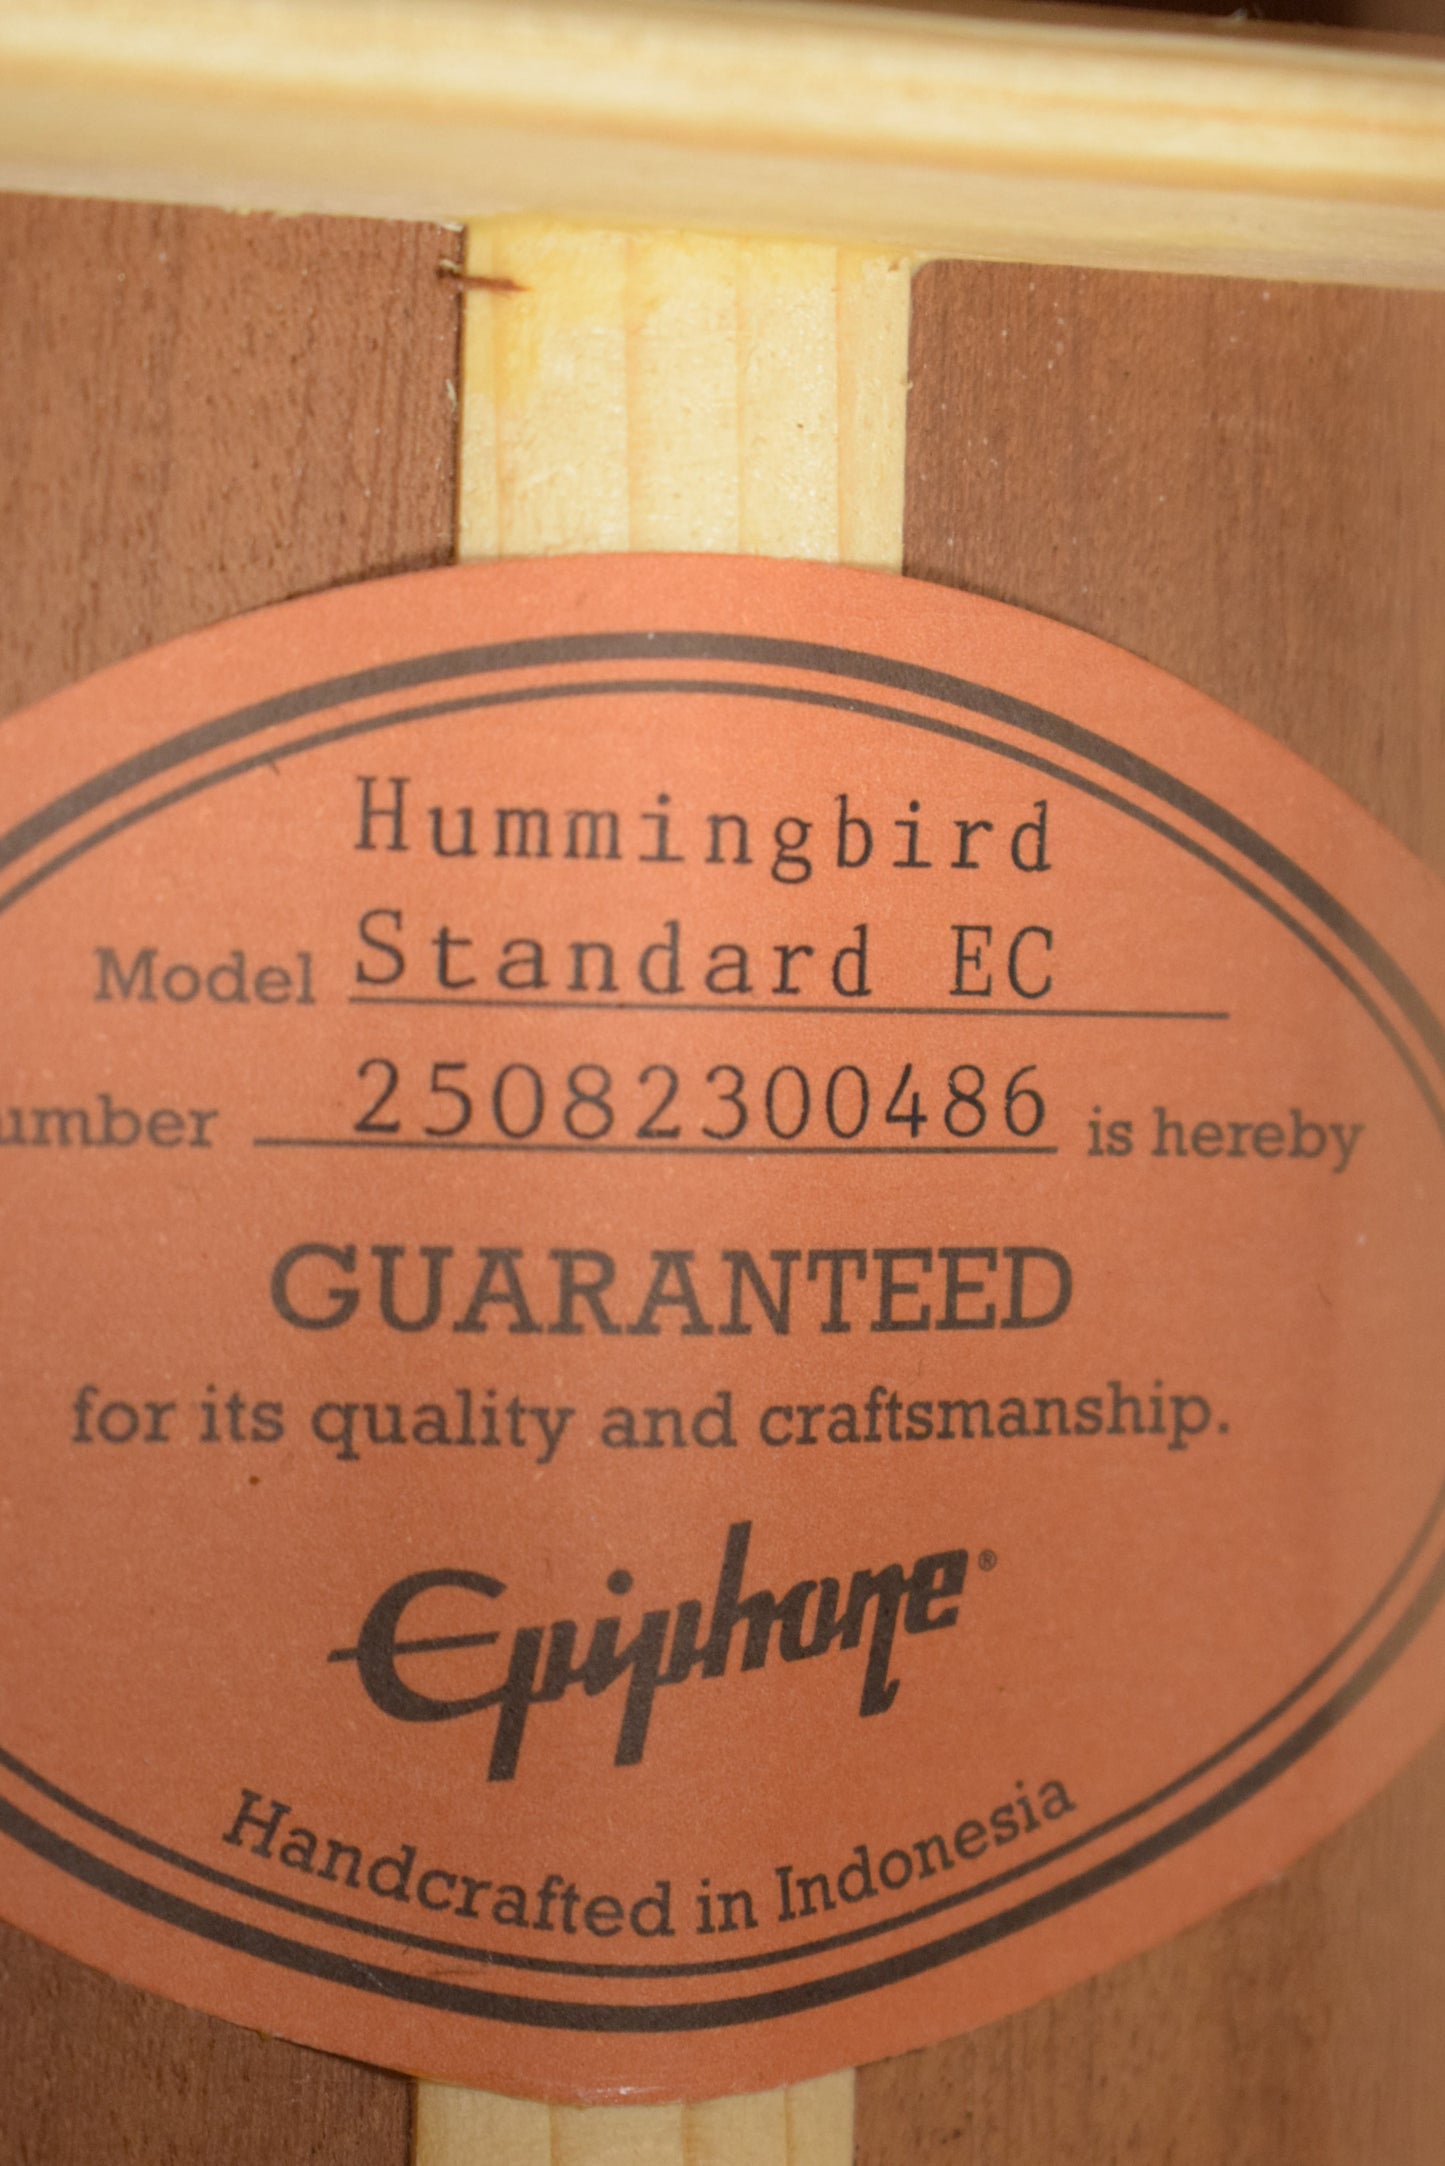 Hummingbird
Model Standard EC
umber 25082300486 is hereby
GUARANTEED
for its quality and craftsmanship.
Epiphone®
Handcrafted in Indonesia